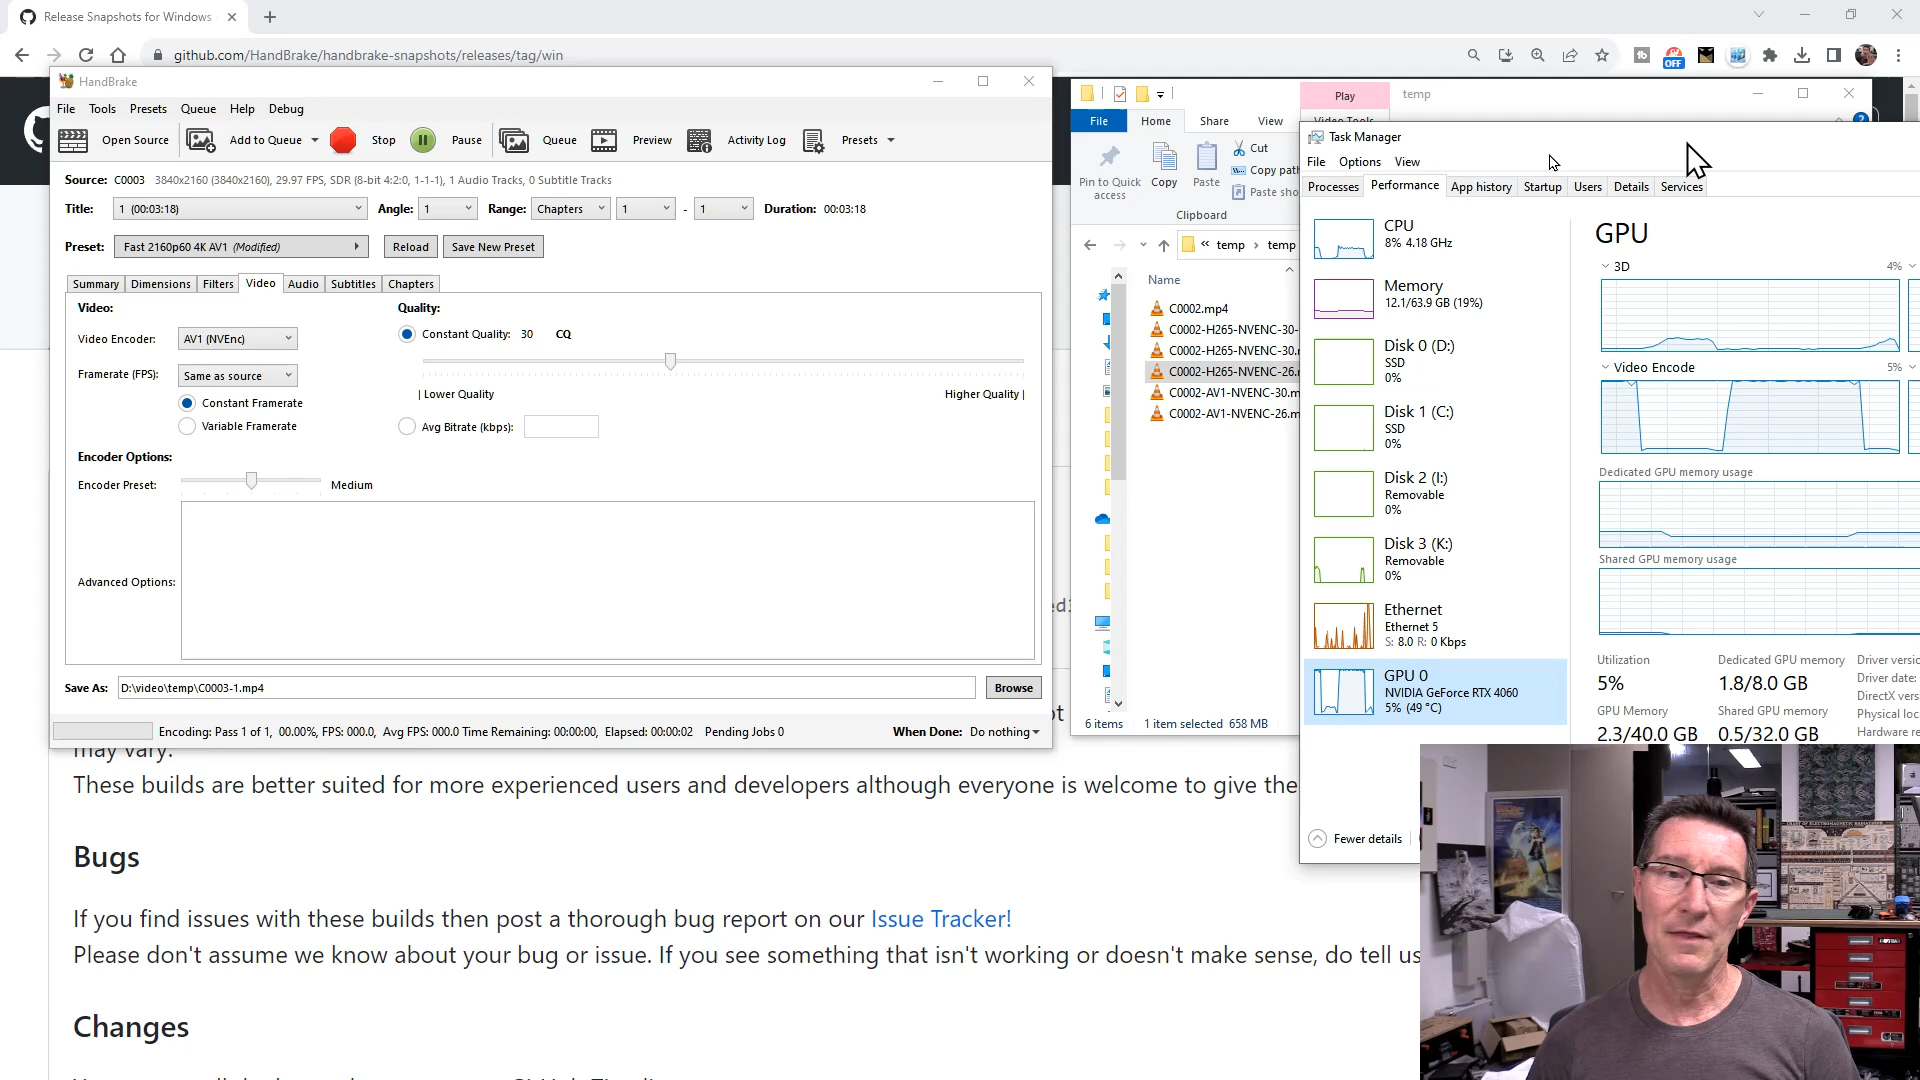 Release Snapshots for Windows
github.com/HandBrake/handbrake-snapshots/releases/tag/win
OFF
HandBrake
File Tools Presets Queue Help Debug
Open Source Add to Queue Stop Pause Queue Preview Activity Log Presets
Source: C0003 3840x2160 (3840x2160), 29.97 FPS, SDR (8-bit 4:2:0, 1-1-1), 1 Audio Tracks, 0 Subtitle Tracks
Title: 1 (00:03:18) Angle: 1 Range: Chapters 1 - 1 Duration: 00:03:18
Preset: Fast 2160p60 4K AV1 (Modified) Reload Save New Preset
Summary Dimensions Filters Video Audio Subtitles Chapters
Video: Quality:
Video Encoder: AV1 (NVEnc) Constant Quality: 30 CQ
Framerate (FPS): Same as source
| Lower Quality Higher Quality |
Constant Framerate
Variable Framerate Avg Bitrate (kbps):
Encoder Options:
Encoder Preset: Medium
Advanced Options:
Save As: D:\video\temp\C0003-1.mp4 Browse
Encoding: Pass 1 of 1, 00.00%, FPS: 000.0, Avg FPS: 000.0 Time Remaining: 00:00:00, Elapsed: 00:00:02 Pending Jobs 0 When Done: Do nothing
Play temp
File Home Share View Video Tools
Pin to Quick access
Copy
Paste
Cut
Copy path
Paste sho
Clipboard
« temp › temp
Name
C0002.mp4
C0002-H265-NVENC-30-
C0002-H265-NVENC-30.
C0002-H265-NVENC-26.
C0002-AV1-NVENC-30.m
C0002-AV1-NVENC-26.m
6 items 1 item selected 658 MB
Task Manager
File Options View
Processes Performance App history Startup Users Details Services
CPU
8% 4.18 GHz
Memory
12.1/63.9 GB (19%)
Disk 0 (D:)
SSD
0%
Disk 1 (C:)
SSD
0%
Disk 2 (I:)
Removable
0%
Disk 3 (K:)
Removable
0%
Ethernet
Ethernet 5
S: 8.0 R: 0 Kbps
GPU 0
NVIDIA GeForce RTX 4060
5% (49 °C)
GPU
3D 4%
Video Encode 5%
Dedicated GPU memory usage
Shared GPU memory usage
Utilization Dedicated GPU memory Driver versio
5% 1.8/8.0 GB Driver date:
DirectX vers
GPU Memory Shared GPU memory Physical loc
2.3/40.0 GB 0.5/32.0 GB Hardware re
Fewer details
may vary.
These builds are better suited for more experienced users and developers although everyone is welcome to give the
Bugs
If you find issues with these builds then post a thorough bug report on our Issue Tracker!
Please don't assume we know about your bug or issue. If you see something that isn't working or doesn't make sense, do tell us
Changes